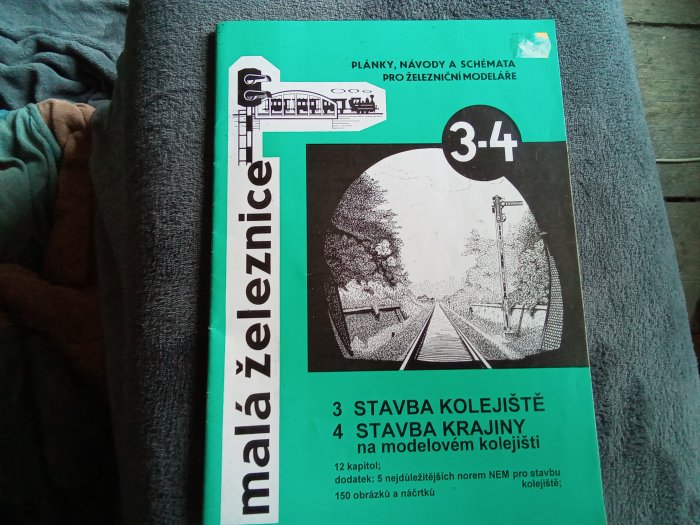 PLÁNKY, NÁVODY A SCHÉMATA
PRO ŽELEZNIČNÍ MODELÁŘE
malá železnice
3-4
3 STAVBA KOLEJIŠTĚ
4 STAVBA KRAJINY
na modelovém kolejišti
12 kapitol;
dodatek: 5 nejdůležitějších norem NEM pro stavbu
kolejiště;
150 obrázků a náčrtků